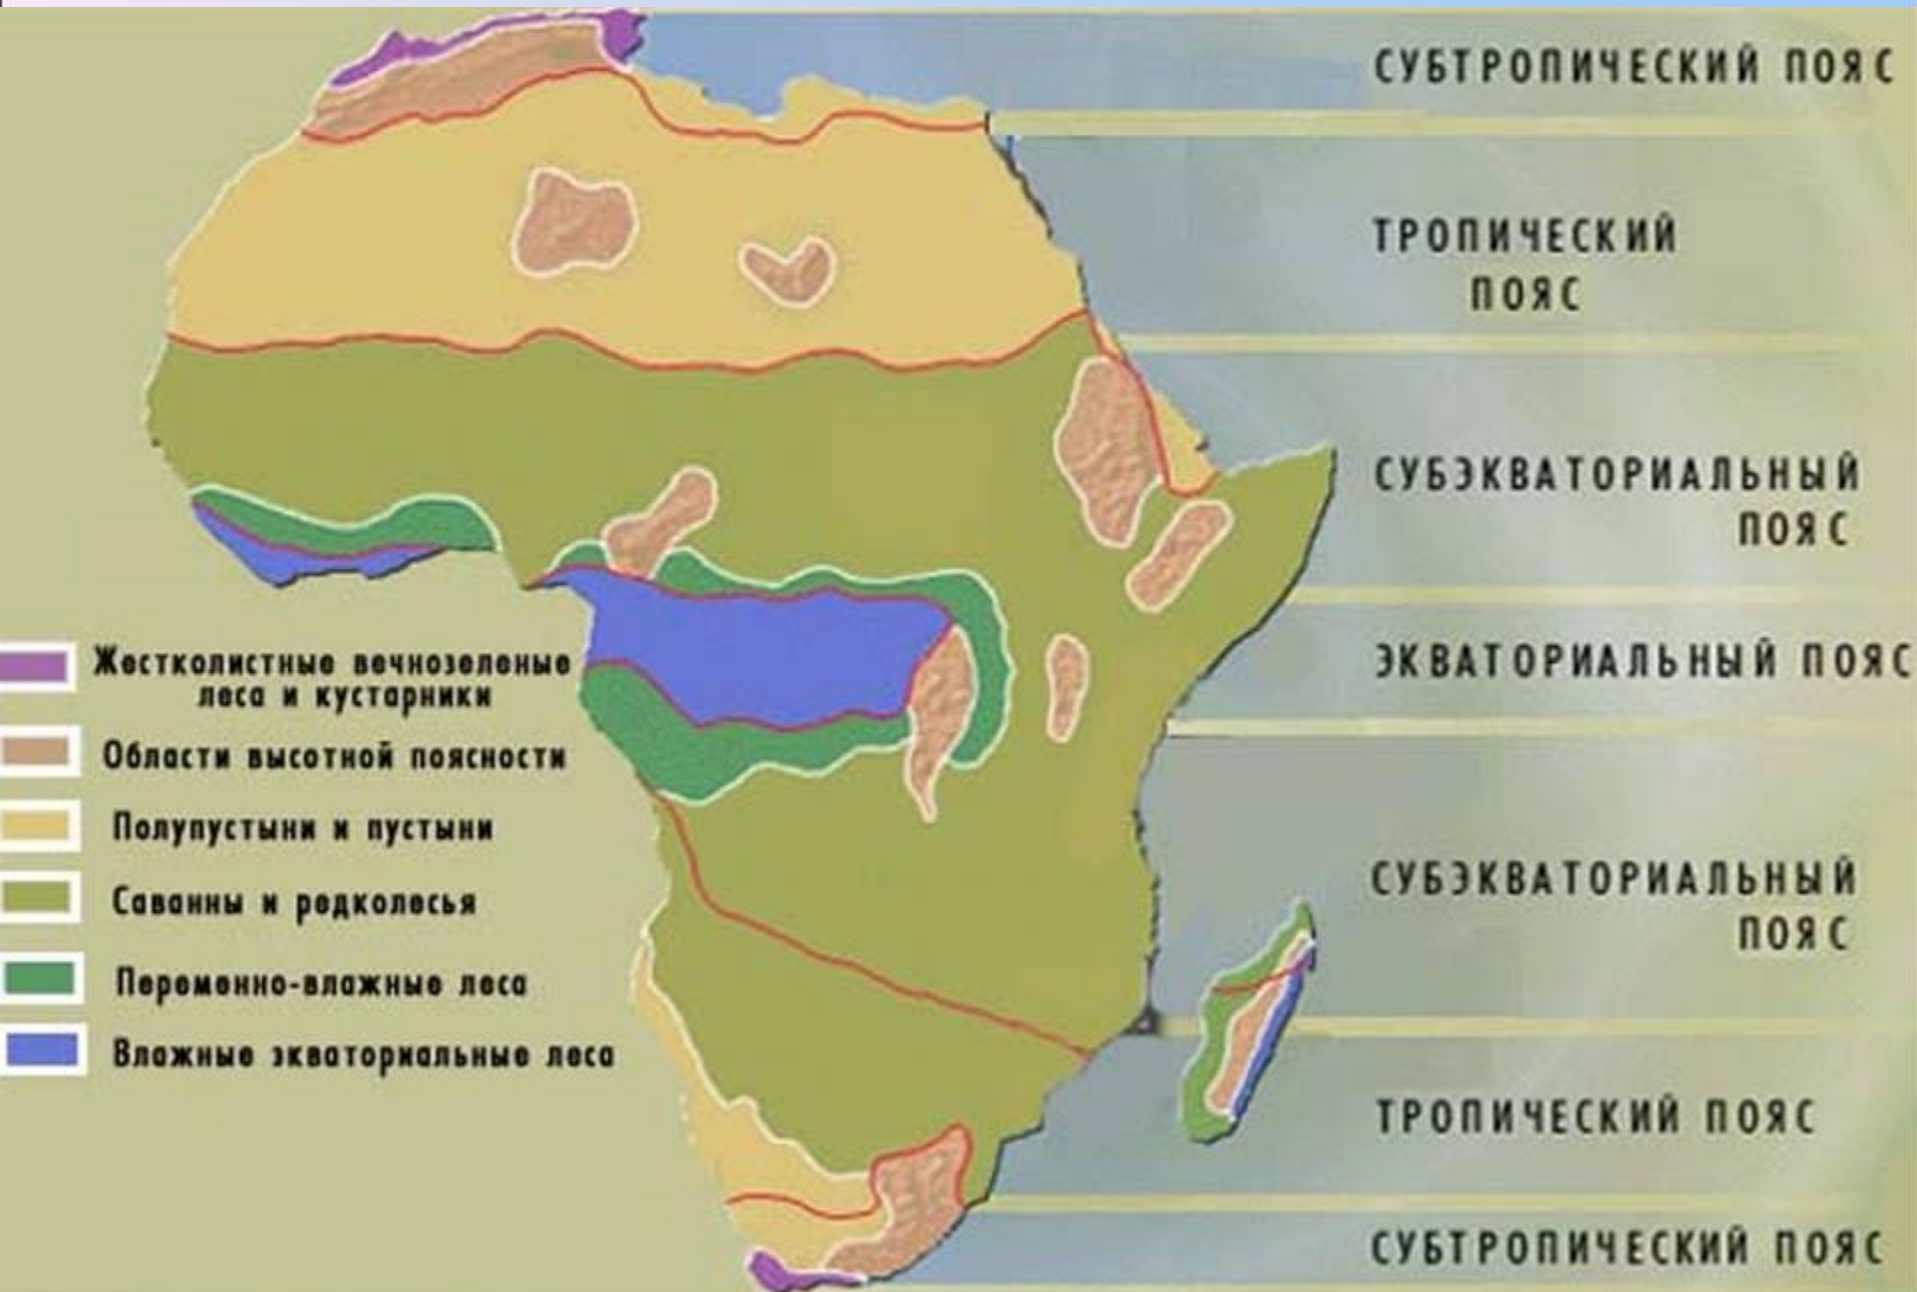 СУБТРОПИЧЕСКИЙ ПОЯС
ТРОПИЧЕСКИЙ
ПОЯС
СУБЭКВАТОРИАЛЬНЫЙ
ПОЯС
ЭКВАТОРИАЛЬНЫЙ ПОЯС
СУБЭКВАТОРИАЛЬНЫЙ
ПОЯС
ТРОПИЧЕСКИЙ ПОЯС
СУБТРОПИЧЕСКИЙ ПОЯС
Жестколистные вечнозеленые
леса и кустарники
Области высотной поясности
Полупустыни и пустыни
Саванны и редколесья
Переменно-влажные леса
Влажные экваториальные леса